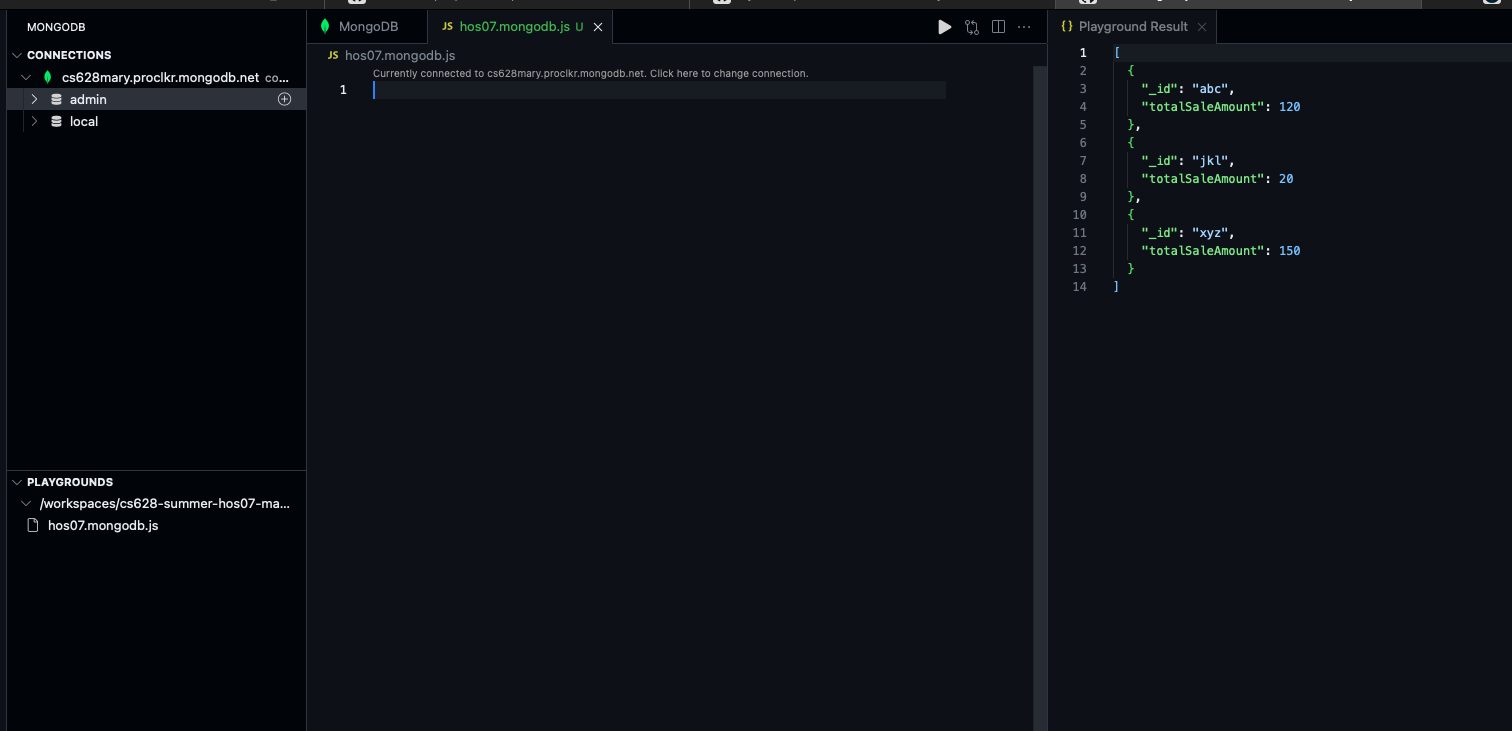 MONGODB
CONNECTIONS
cs628mary.proclkr.mongodb.net co...
admin
local
PLAYGROUNDS
/workspaces/cs628-summer-hos07-ma...
hos07.mongodb.js
MongoDB
JS hos07.mongodb.js U
JS hos07.mongodb.js
Currently connected to cs628mary.proclkr.mongodb.net. Click here to change connection.
1
{} Playground Result
1 [
2 {
3 "_id": "abc",
4 "totalSaleAmount": 120
5 },
6 {
7 "_id": "jkl",
8 "totalSaleAmount": 20
9 },
10 {
11 "_id": "xyz",
12 "totalSaleAmount": 150
13 }
14 ]